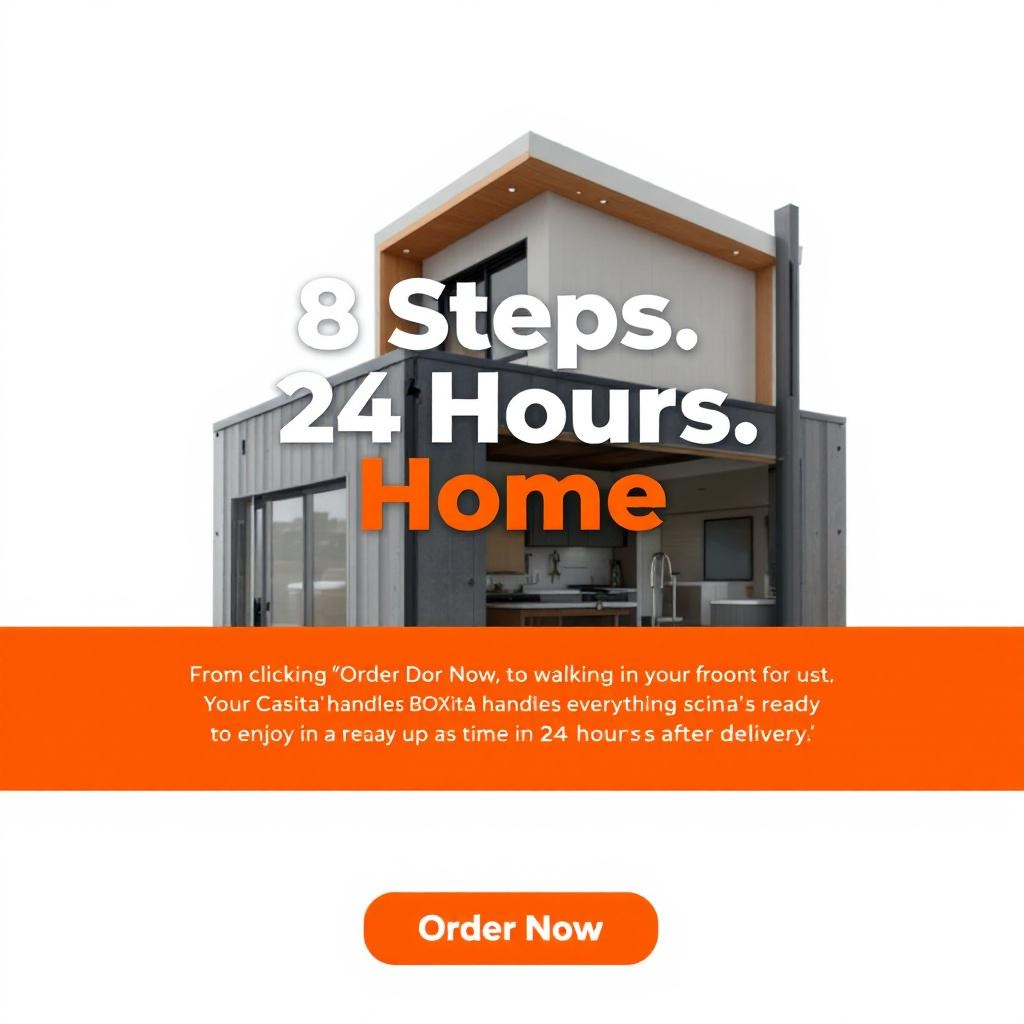 8 Steps.
24 Hours.
Home
From clicking "Order Dor Now, to walking in your froont for ust.
Your Casita' handles BOXitA handles everything scina's ready
to enjoy in a reaay up as time in 24 hourss after delivery.'
Order Now